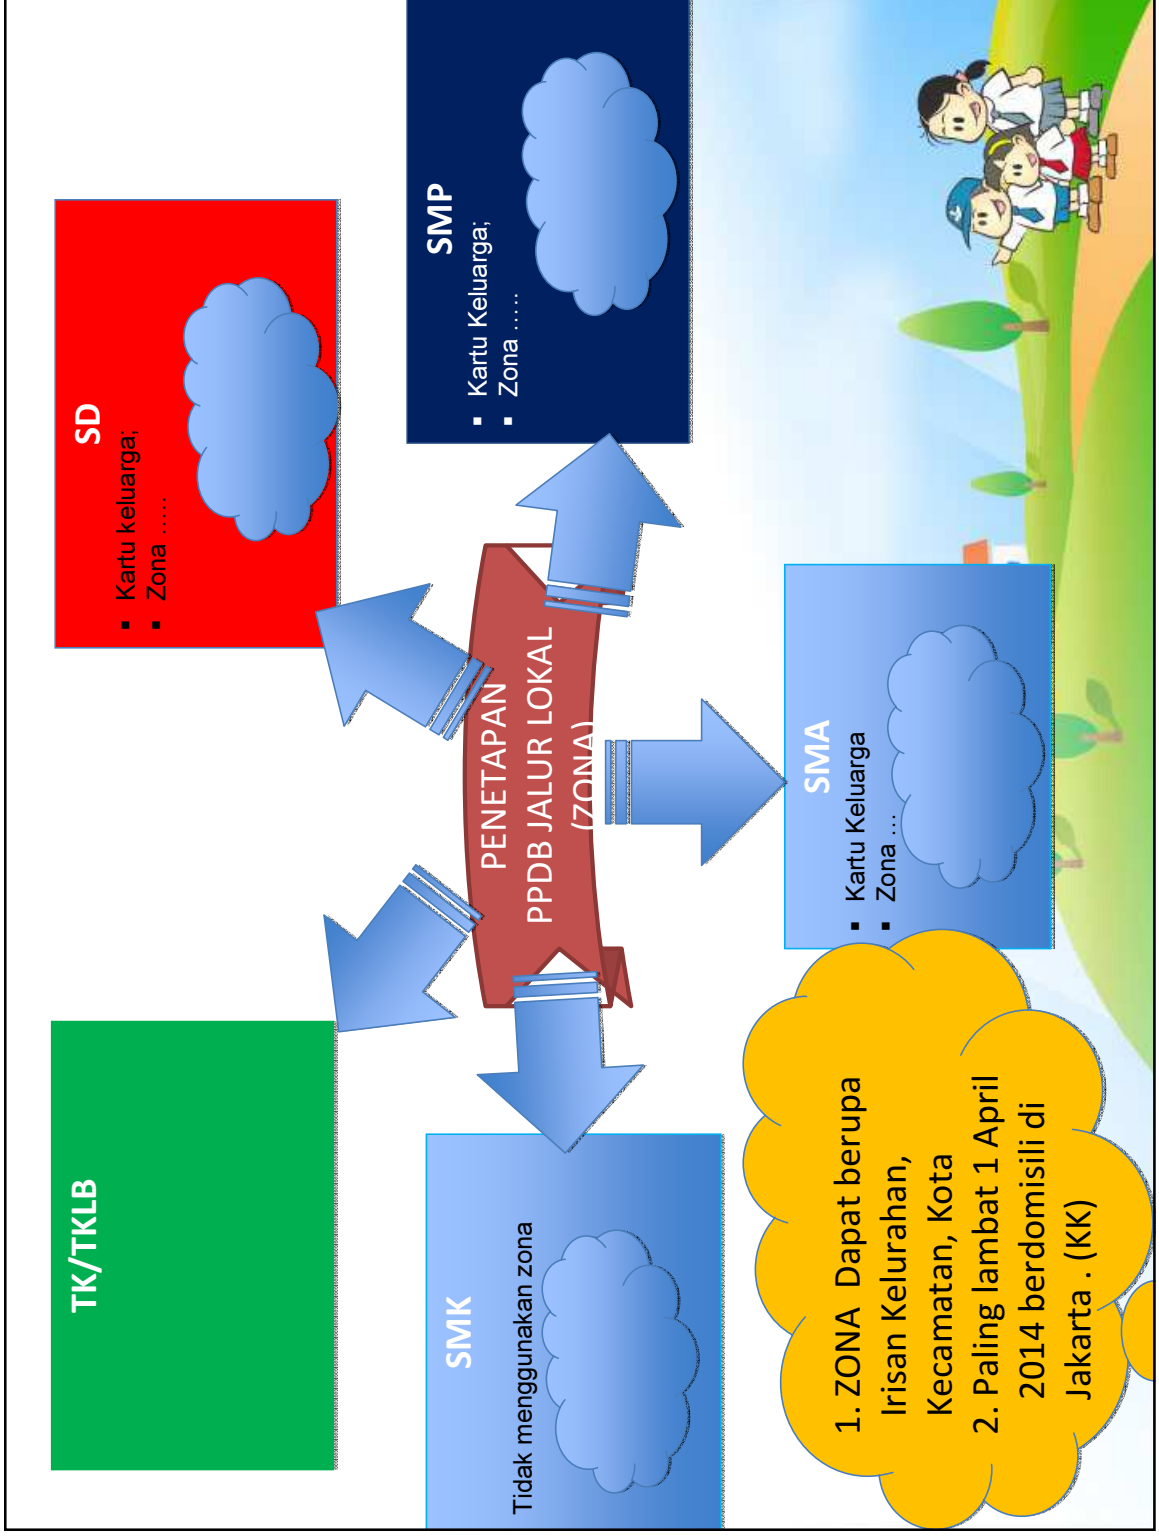 TK/TKLB
SD
▪ Kartu keluarga;
▪ Zona …..
PENETAPAN
PPDB JALUR LOKAL
(ZONA)
SMK
Tidak menggunakan zona
SMP
▪ Kartu Keluarga;
▪ Zona …..
SMA
▪ Kartu Keluarga
▪ Zona …
1. ZONA Dapat berupa
Irisan Kelurahan,
Kecamatan, Kota
2. Paling lambat 1 April
2014 berdomisili di
Jakarta . (KK)